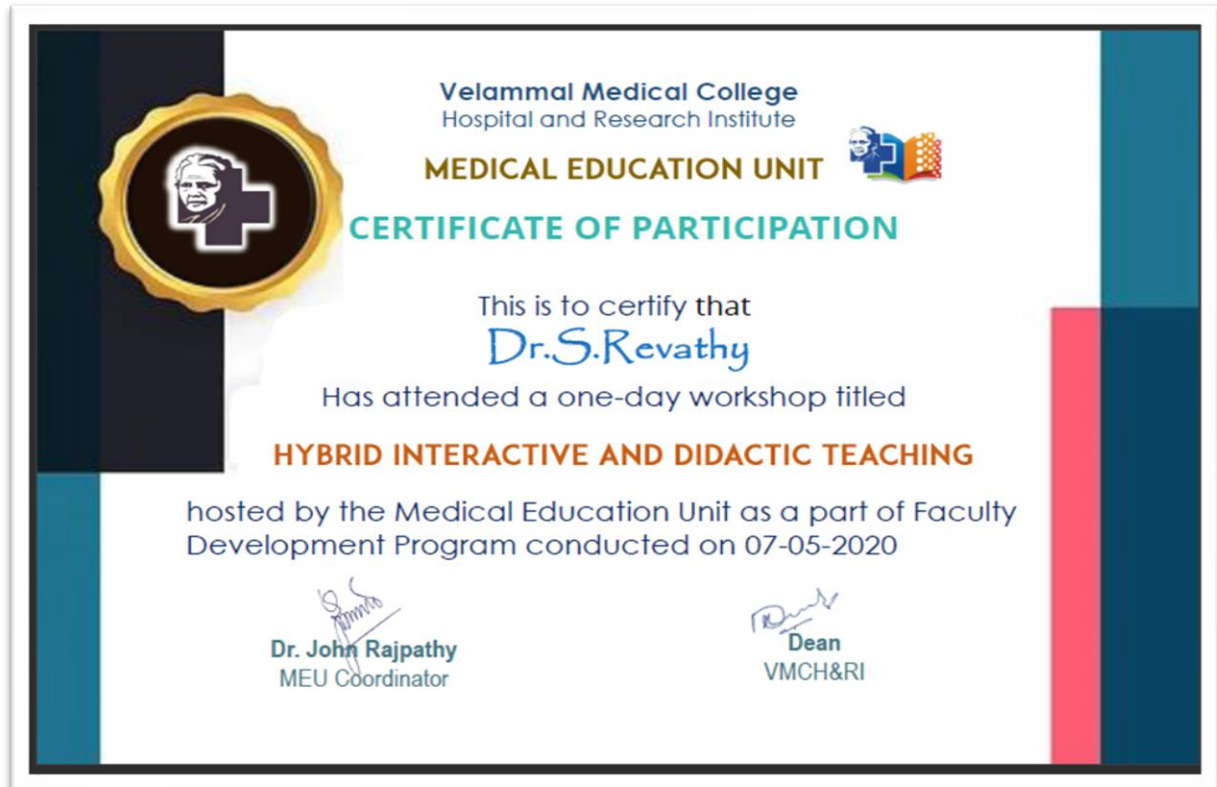 Velammal Medical College
Hospital and Research Institute
MEDICAL EDUCATION UNIT
CERTIFICATE OF PARTICIPATION
This is to certify that
Dr.S.Revathy
Has attended a one-day workshop titled
HYBRID INTERACTIVE AND DIDACTIC TEACHING
hosted by the Medical Education Unit as a part of Faculty
Development Program conducted on 07-05-2020
Dr. John Rajpathy
MEU Coordinator
Dean
VMCH&RI